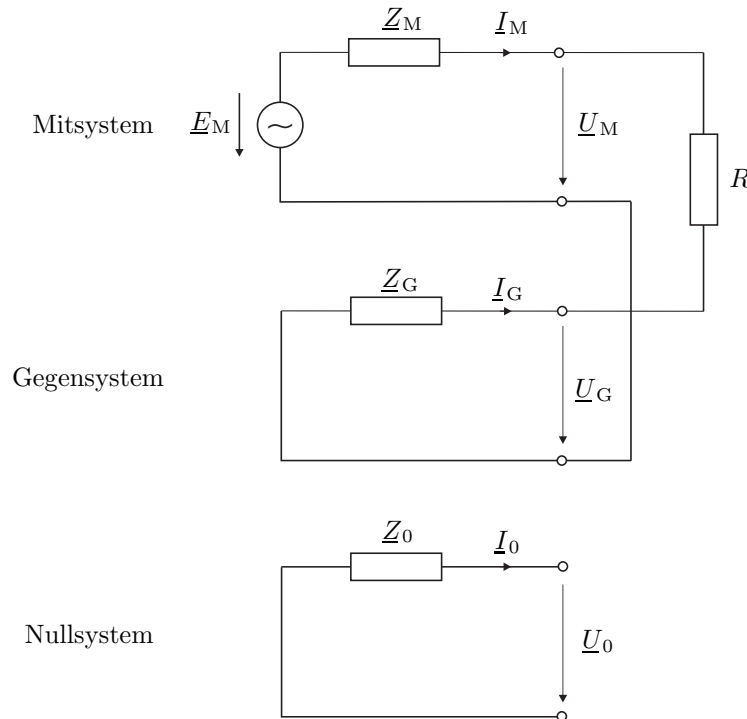 Z_M I_M
Mitsystem E_M ~ U_M R
Z_G I_G
Gegensystem U_G
Z_0 I_0
Nullsystem U_0